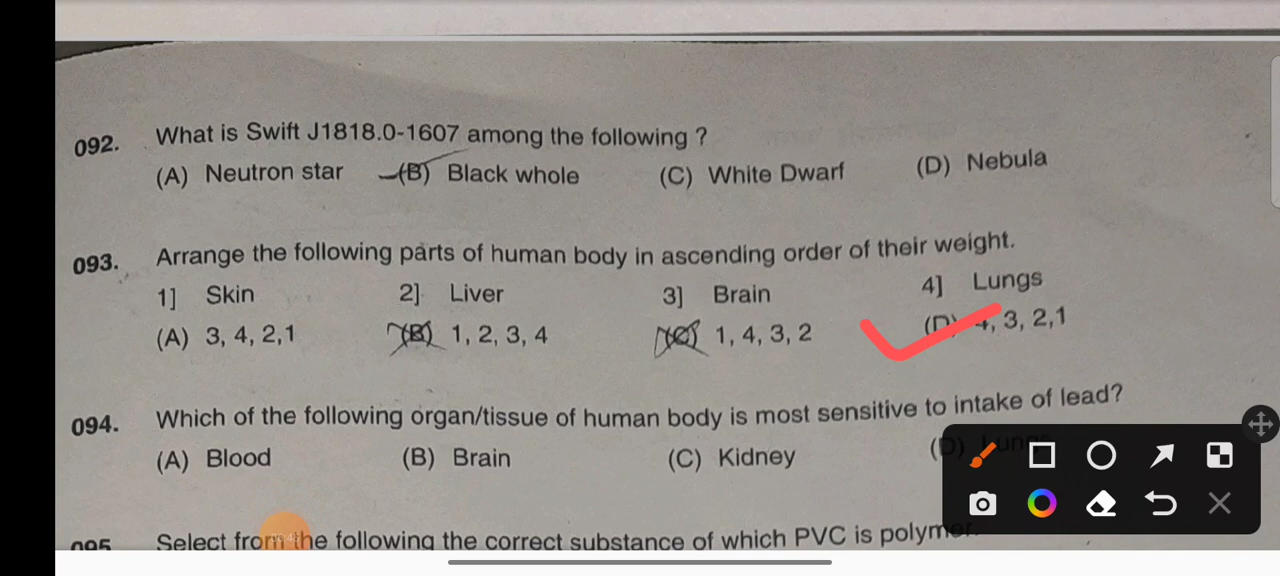 092. What is Swift J1818.0-1607 among the following ?
(A) Neutron star (B) Black whole (C) White Dwarf (D) Nebula
093. Arrange the following parts of human body in ascending order of their weight.
1] Skin 2] Liver 3] Brain 4] Lungs
(A) 3, 4, 2,1 (B) 1, 2, 3, 4 (C) 1, 4, 3, 2 (D) 4, 3, 2,1
094. Which of the following organ/tissue of human body is most sensitive to intake of lead?
(A) Blood (B) Brain (C) Kidney (D)
095. Select from the following the correct substance of which PVC is polymer